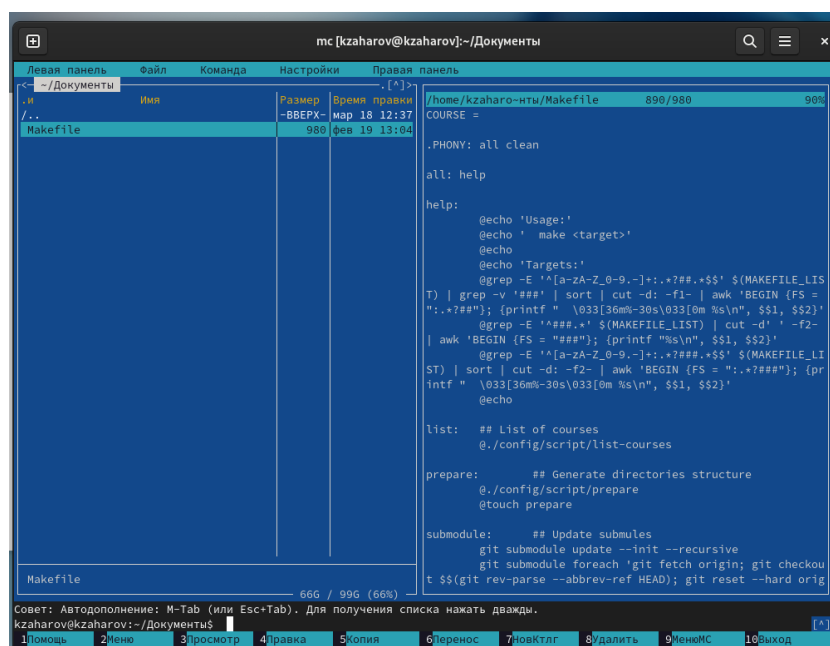 mc [kzaharov@kzaharov]:~/Документы
Левая панель Файл Команда Настройки Правая панель
<─ ~/Документы .[^]>
.и Имя Размер Время правки
/.. -ВВЕРХ- мар 18 12:37
Makefile 980 фев 19 13:04
Makefile
66G / 99G (66%)
/home/kzaharo~нты/Makefile 890/980 90%
COURSE =
.PHONY: all clean
all: help
help:
@echo 'Usage:'
@echo '  make <target>'
@echo
@echo 'Targets:'
@grep -E '^[a-zA-Z_0-9.-]+:.*?##.*$$' $(MAKEFILE_LIS
T) | grep -v '###' | sort | cut -d: -f1- | awk 'BEGIN {FS =
":.*?##"}; {printf "  \033[36m%-30s\033[0m %s\n", $$1, $$2}'
@grep -E '^###.*' $(MAKEFILE_LIST) | cut -d' ' -f2-
| awk 'BEGIN {FS = "###"}; {printf "%s\n", $$1, $$2}'
@grep -E '^[a-zA-Z_0-9.-]+:.*?###.*$$' $(MAKEFILE_LI
ST) | sort | cut -d: -f2- | awk 'BEGIN {FS = ":.*?###"}; {pr
intf "  \033[36m%-30s\033[0m %s\n", $$1, $$2}'
@echo
list: ## List of courses
@./config/script/list-courses
prepare: ## Generate directories structure
@./config/script/prepare
@touch prepare
submodule: ## Update submules
git submodule update --init --recursive
git submodule foreach 'git fetch origin; git checkou
t $$(git rev-parse --abbrev-ref HEAD); git reset --hard orig
Совет: Автодополнение: M-Tab (или Esc+Tab). Для получения списка нажать дважды.
kzaharov@kzaharov:~/Документы$ [^]
1Помощь 2Меню 3Просмотр 4Правка 5Копия 6Перенос 7НовКтлг 8Удалить 9МенюMC 10Выход